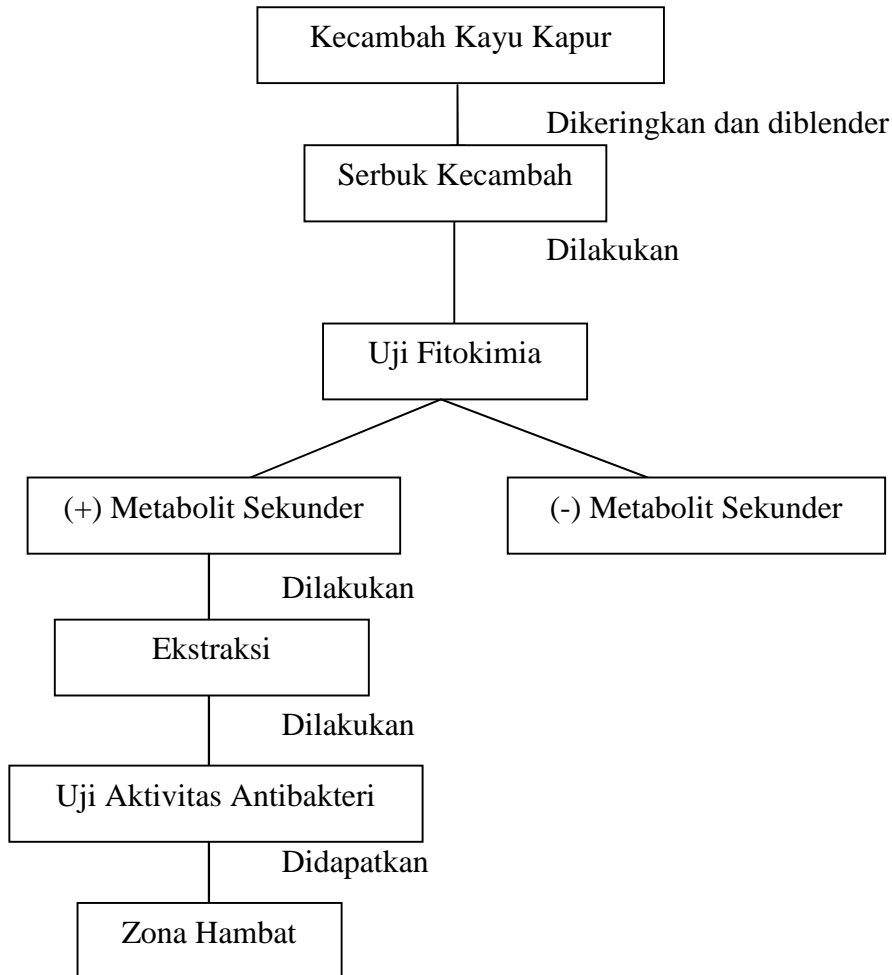 Kecambah Kayu Kapur
Dikeringkan dan diblender
Serbuk Kecambah
Dilakukan
Uji Fitokimia
(+) Metabolit Sekunder
(-) Metabolit Sekunder
Dilakukan
Ekstraksi
Dilakukan
Uji Aktivitas Antibakteri
Didapatkan
Zona Hambat